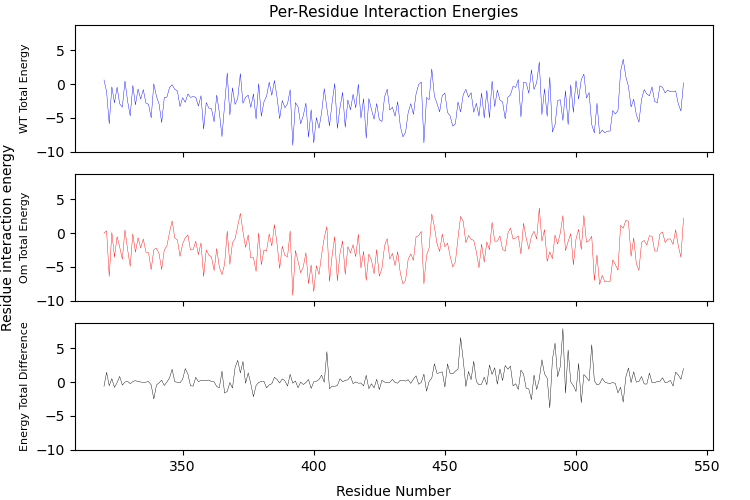 Per-Residue Interaction Energies
Residue interaction energy
WT Total Energy
5
0
−5
−10
Om Total Energy
5
0
−5
−10
Energy Total Difference
5
0
−5
−10
350
400
450
500
550
Residue Number